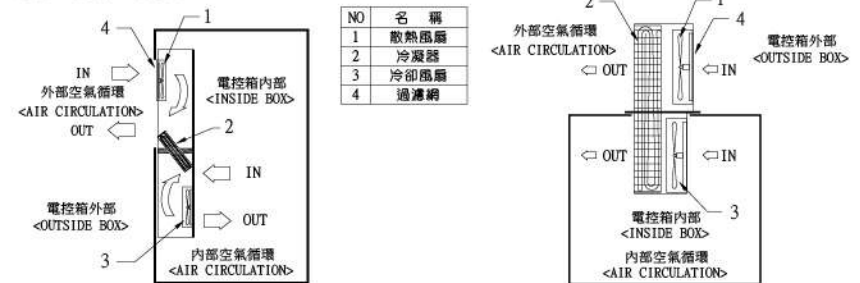 1
4
IN
外部空氣循環
<AIR CIRCULATION>
OUT
電控箱內部
<INSIDE BOX>
2
IN
電控箱外部
<OUTSIDE BOX>
OUT
3
內部空氣循環
<AIR CIRCULATION>
NO 名 稱
1 散熱風扇
2 冷凝器
3 冷卻風扇
4 過濾網
2
1
4
外部空氣循環
<AIR CIRCULATION>
電控箱外部
<OUTSIDE BOX>
OUT
IN
OUT
IN
3
電控箱內部
<INSIDE BOX>
內部空氣循環
<AIR CIRCULATION>